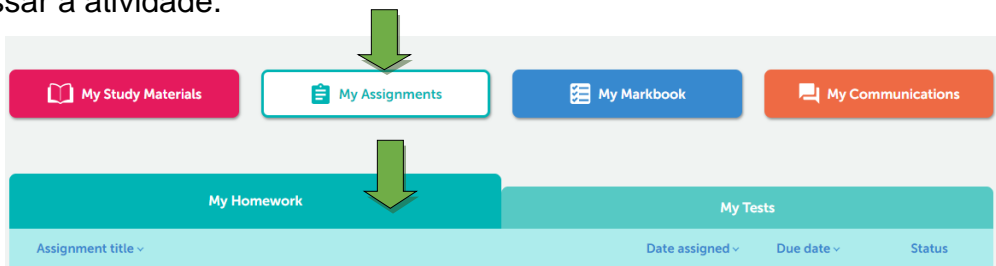 ssar a atividade.
My Study Materials My Assignments My Markbook My Communications
My Homework My Tests
Assignment title Date assigned Due date Status